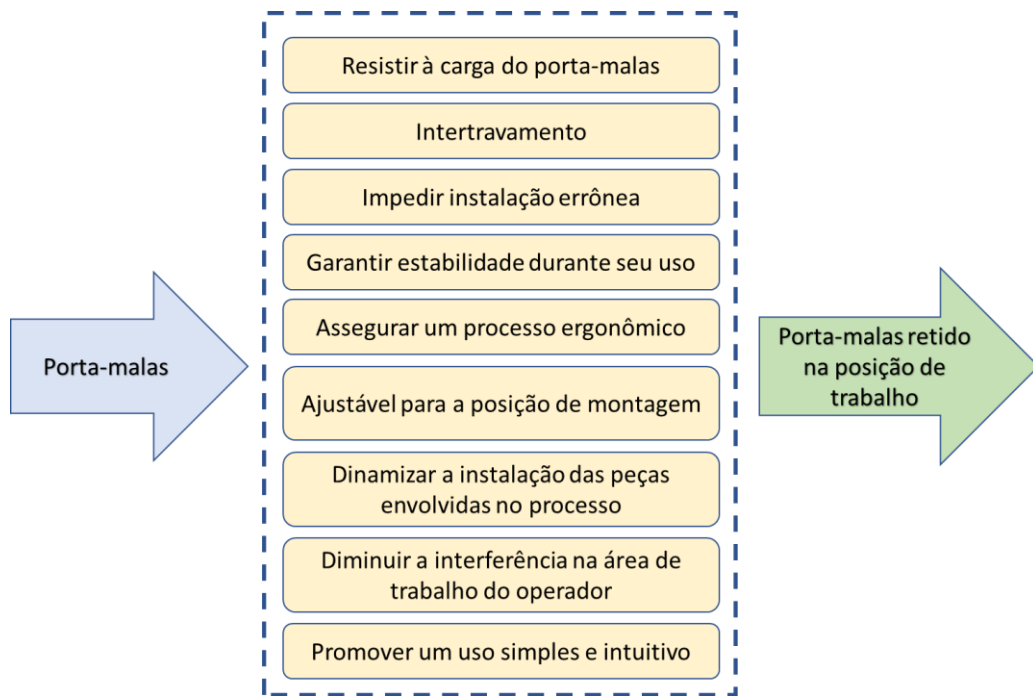 Porta-malas
Resistir à carga do porta-malas
Intertravamento
Impedir instalação errônea
Garantir estabilidade durante seu uso
Assegurar um processo ergonômico
Ajustável para a posição de montagem
Dinamizar a instalação das peças
envolvidas no processo
Diminuir a interferência na área de
trabalho do operador
Promover um uso simples e intuitivo
Porta-malas retido
na posição de
trabalho